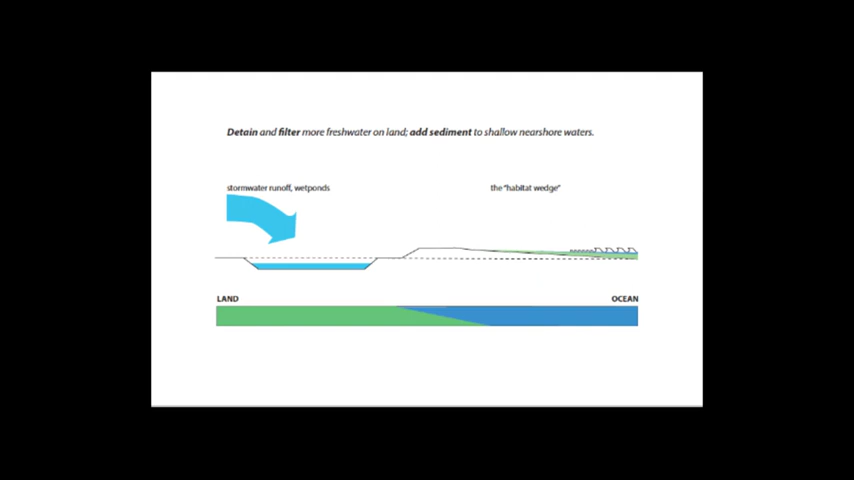 Detain and filter more freshwater on land; add sediment to shallow nearshore waters.
stormwater runoff, wetponds
the "habitat wedge"
LAND
OCEAN